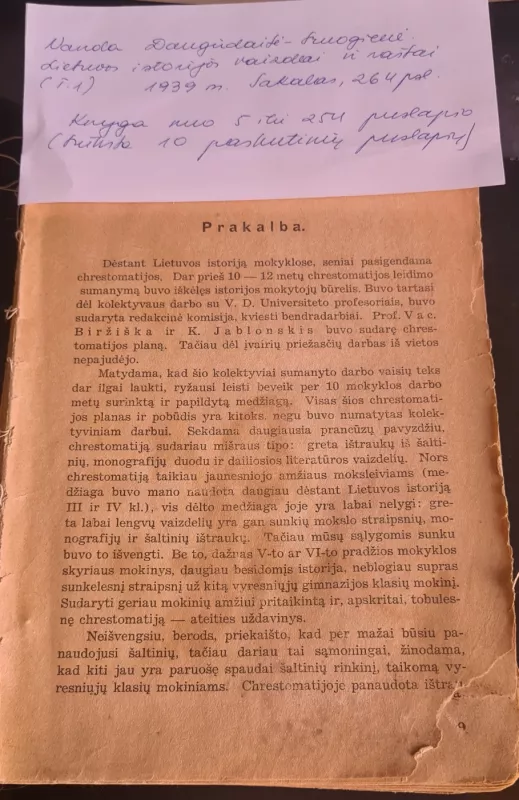 Vanda Daugirdaitė-Sruogienė
Lietuvos istorijos vaizdai ir raštai
(T.1) 1939 m. Sakalas, 264 psl.
Knyga nuo 5 iki 254 puslapio
(trūksta 10 paskutinių puslapių)
Prakalba.
Dėstant Lietuvos istoriją mokyklose, seniai pasigendama
chrestomatijos. Dar prieš 10 — 12 metų chrestomatijos leidimo
sumanymą buvo iškėlęs istorijos mokytojų būrelis. Buvo tartasi
dėl kolektyvaus darbo su V. D. Universiteto profesoriais, buvo
sudaryta redakcinė komisija, kviesti bendradarbiai. Prof. Vac.
Biržiška ir K. Jablonskis buvo sudarę chres-
tomatijos planą. Tačiau dėl įvairių priežasčių darbas iš vietos
nepajudėjo.
Matydama, kad šio kolektyviai sumanyto darbo vaisių teks
dar ilgai laukti, ryžausi leisti beveik per 10 mokyklos darbo
metų surinktą ir papildytą medžiagą. Visas šios chrestomati-
jos planas ir pobūdis yra kitoks, negu buvo numatytas kolek-
tyviniam darbui. Sekdama daugiausia prancūzų pavyzdžiu,
chrestomatiją sudariau mišraus tipo: greta ištraukų iš šalti-
nių, monografijų duodu ir dailiosios literatūros vaizdelių. Nors
chrestomatiją taikiau jaunesniojo amžiaus moksleiviams (me-
džiaga buvo mano naudota daugiau dėstant Lietuvos istoriją
III ir IV kl.), vis dėlto medžiaga joje yra labai nelygi: gre-
ta labai lengvų vaizdelių yra gan sunkių mokslo straipsnių, mo-
nografijų ir šaltinių ištraukų. Tačiau mūsų sąlygomis sunku
buvo to išvengti. Be to, dažnas V-to ar VI-to pradžios mokyklos
skyriaus mokinys, daugiau besidomįs istorija, neblogiau supras
sunkelesnį straipsnį už kitą vyresniųjų gimnazijos klasių mokinį.
Sudaryti geriau mokinių amžini pritaikintą ir, apskritai, tobules-
nę chrestomatiją — ateities uždavinys.
Neišvengsiu, berods, priekaišto, kad per mažai būsiu pa-
naudojusi šaltinių, tačiau dariau tai sąmoningai, žinodama,
kad kiti jau yra paruošę spaudai šaltinių rinkinį, taikomą vy-
resniųjų klasių mokiniams. Chrestomatijoje panaudota ištrau
9